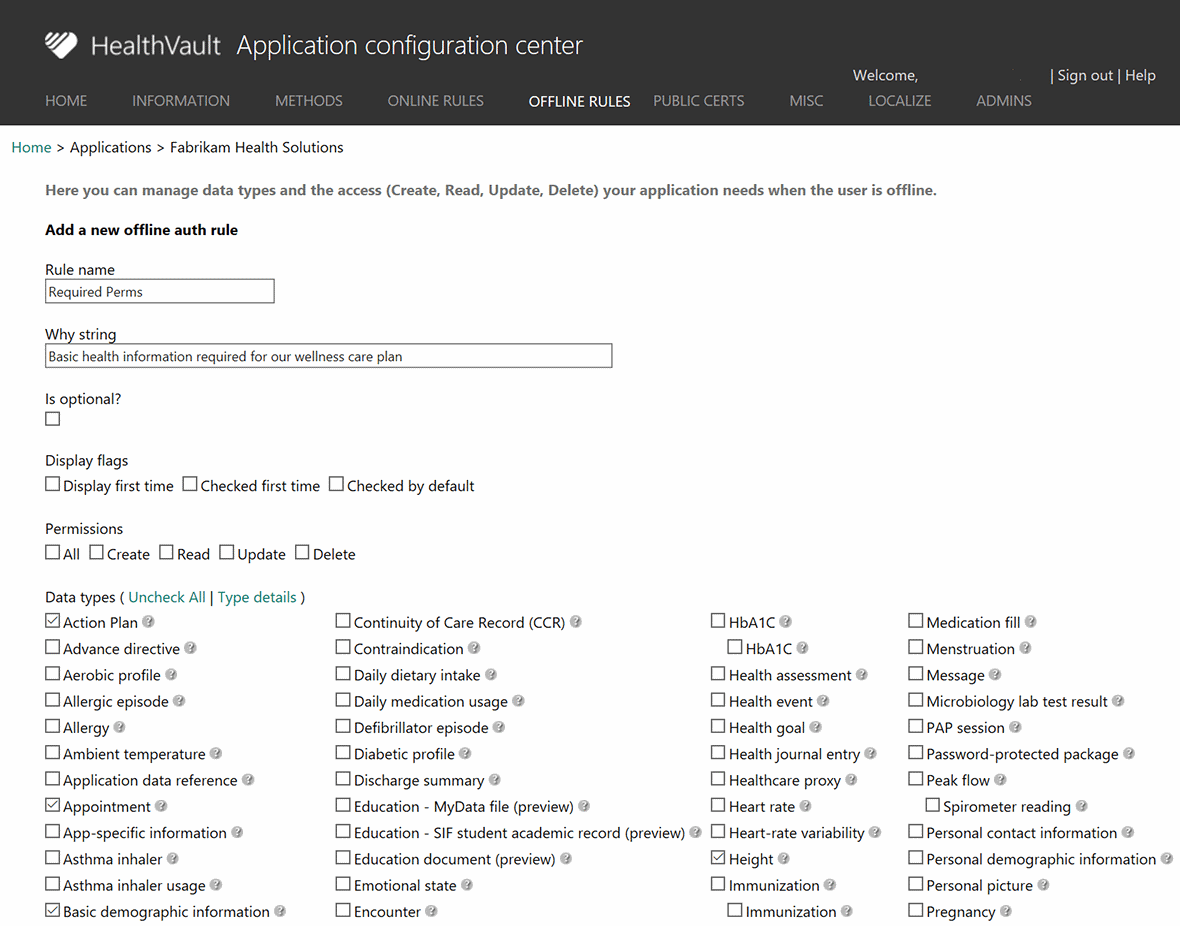 HealthVault Application configuration center
Welcome, | Sign out | Help
HOME INFORMATION METHODS ONLINE RULES OFFLINE RULES PUBLIC CERTS MISC LOCALIZE ADMINS
Home > Applications > Fabrikam Health Solutions
Here you can manage data types and the access (Create, Read, Update, Delete) your application needs when the user is offline.
Add a new offline auth rule
Rule name
Required Perms
Why string
Basic health information required for our wellness care plan
Is optional?
Display flags
Display first time Checked first time Checked by default
Permissions
All Create Read Update Delete
Data types ( Uncheck All | Type details )
Action Plan ? Continuity of Care Record (CCR) ? HbA1C ? Medication fill ?
Advance directive ? Contraindication ? HbA1C ? Menstruation ?
Aerobic profile ? Daily dietary intake ? Health assessment ? Message ?
Allergic episode ? Daily medication usage ? Health event ? Microbiology lab test result ?
Allergy ? Defibrillator episode ? Health goal ? PAP session ?
Ambient temperature ? Diabetic profile ? Health journal entry ? Password-protected package ?
Application data reference ? Discharge summary ? Healthcare proxy ? Peak flow ?
Appointment ? Education - MyData file (preview) ? Heart rate ? Spirometer reading ?
App-specific information ? Education - SIF student academic record (preview) ? Heart-rate variability ? Personal contact information ?
Asthma inhaler ? Education document (preview) ? Height ? Personal demographic information ?
Asthma inhaler usage ? Emotional state ? Immunization ? Personal picture ?
Basic demographic information ? Encounter ? Immunization ? Pregnancy ?